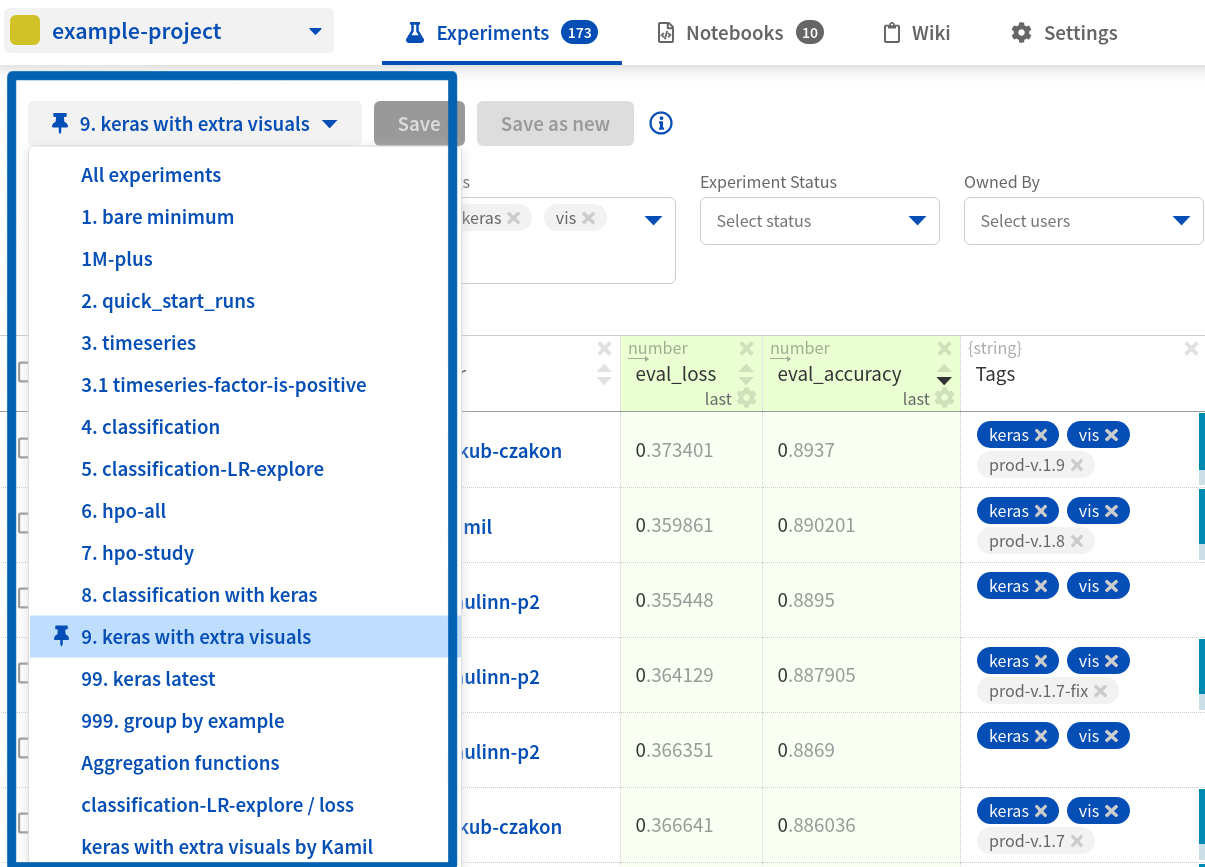 example-project Experiments 173 Notebooks 10 Wiki Settings
9. keras with extra visuals Save Save as new
All experiments
1. bare minimum
1M-plus
2. quick_start_runs
3. timeseries
3.1 timeseries-factor-is-positive
4. classification
5. classification-LR-explore
6. hpo-all
7. hpo-study
8. classification with keras
9. keras with extra visuals
99. keras latest
999. group by example
Aggregation functions
classification-LR-explore / loss
keras with extra visuals by Kamil
s Experiment Status Owned By
keras vis Select status Select users
number number {string}
r eval_loss eval_accuracy Tags
last last
kub-czakon 0.373401 0.8937 keras vis
prod-v.1.9
mil 0.359861 0.890201 keras vis
prod-v.1.8
ulinn-p2 0.355448 0.8895 keras vis
ulinn-p2 0.364129 0.887905 keras vis
prod-v.1.7-fix
ulinn-p2 0.366351 0.8869 keras vis
kub-czakon 0.366641 0.886036 keras vis
prod-v.1.7